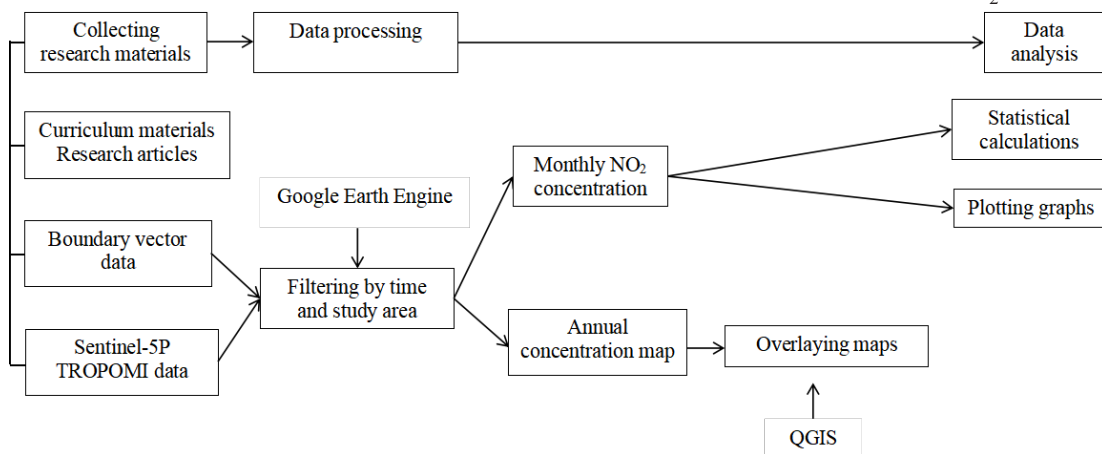 2
Collecting
research materials
Data processing
Data
analysis
Curriculum materials
Research articles
Statistical
calculations
Monthly NO₂
concentration
Google Earth Engine
Plotting graphs
Boundary vector
data
Filtering by time
and study area
Annual
concentration map
Overlaying maps
Sentinel-5P
TROPOMI data
QGIS